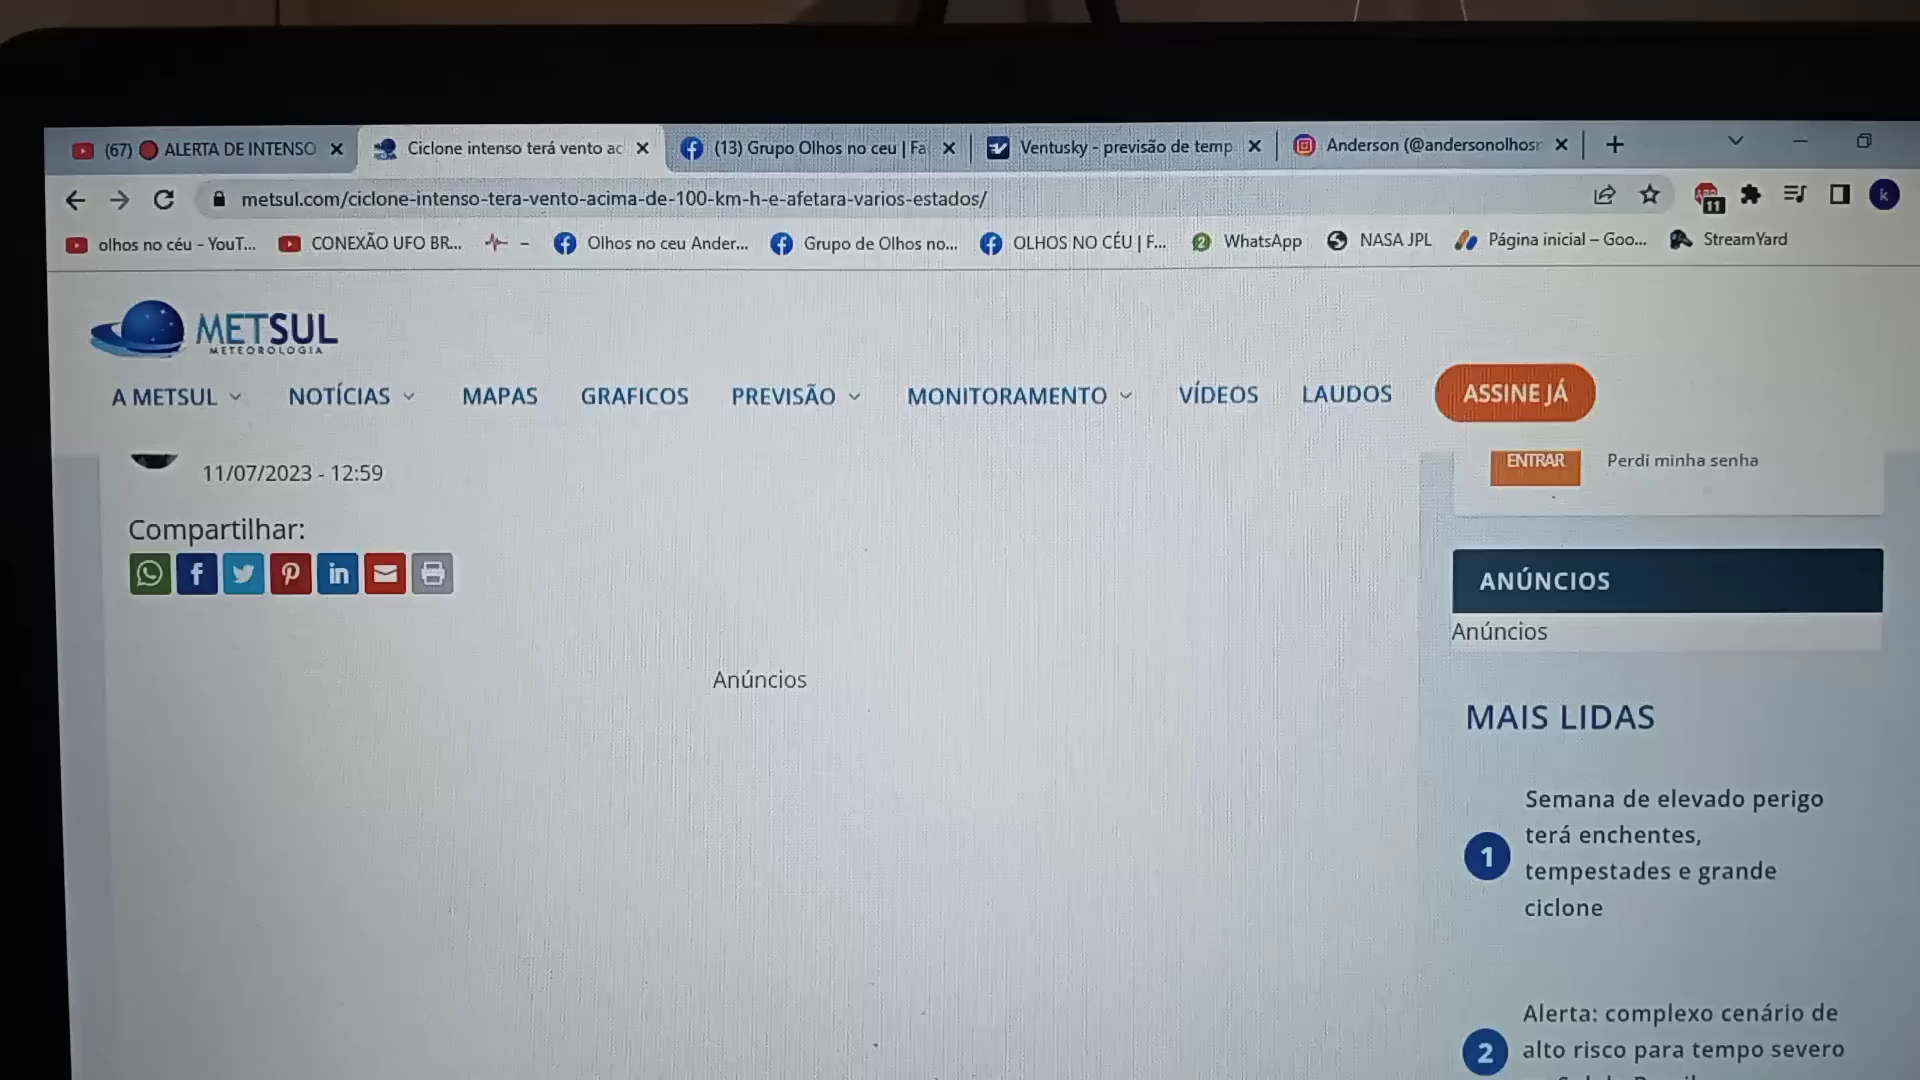 (67) ALERTA DE INTENSO
Ciclone intenso terá vento ac
(13) Grupo Olhos no ceu | Fa
Ventusky - previsão de temp
Anderson (@andersonolhosr
metsul.com/ciclone-intenso-tera-vento-acima-de-100-km-h-e-afetara-varios-estados/
11
k
olhos no céu - YouT...
CONEXÃO UFO BR...
–
Olhos no ceu Ander...
Grupo de Olhos no...
OLHOS NO CÉU | F...
2
WhatsApp
NASA JPL
Página inicial – Goo...
StreamYard
METSUL
METEOROLOGIA
A METSUL
NOTÍCIAS
MAPAS
GRAFICOS
PREVISÃO
MONITORAMENTO
VÍDEOS
LAUDOS
ASSINE JÁ
11/07/2023 - 12:59
Compartilhar:
Anúncios
ENTRAR
Perdi minha senha
ANÚNCIOS
Anúncios
MAIS LIDAS
1
Semana de elevado perigo
terá enchentes,
tempestades e grande
ciclone
2
Alerta: complexo cenário de
alto risco para tempo severo